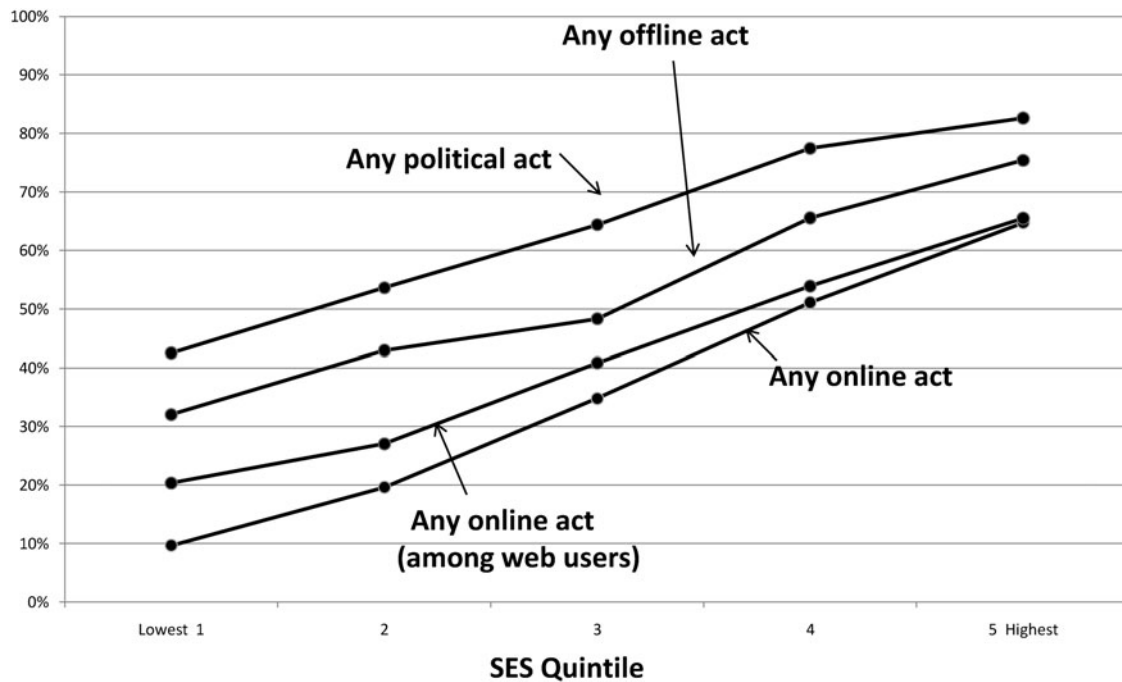 100%
90%
80%
70%
60%
50%
40%
30%
20%
10%
0%
Any offline act
Any political act
Any online act
Any online act
(among web users)
Lowest 1
2
3
4
5 Highest
SES Quintile